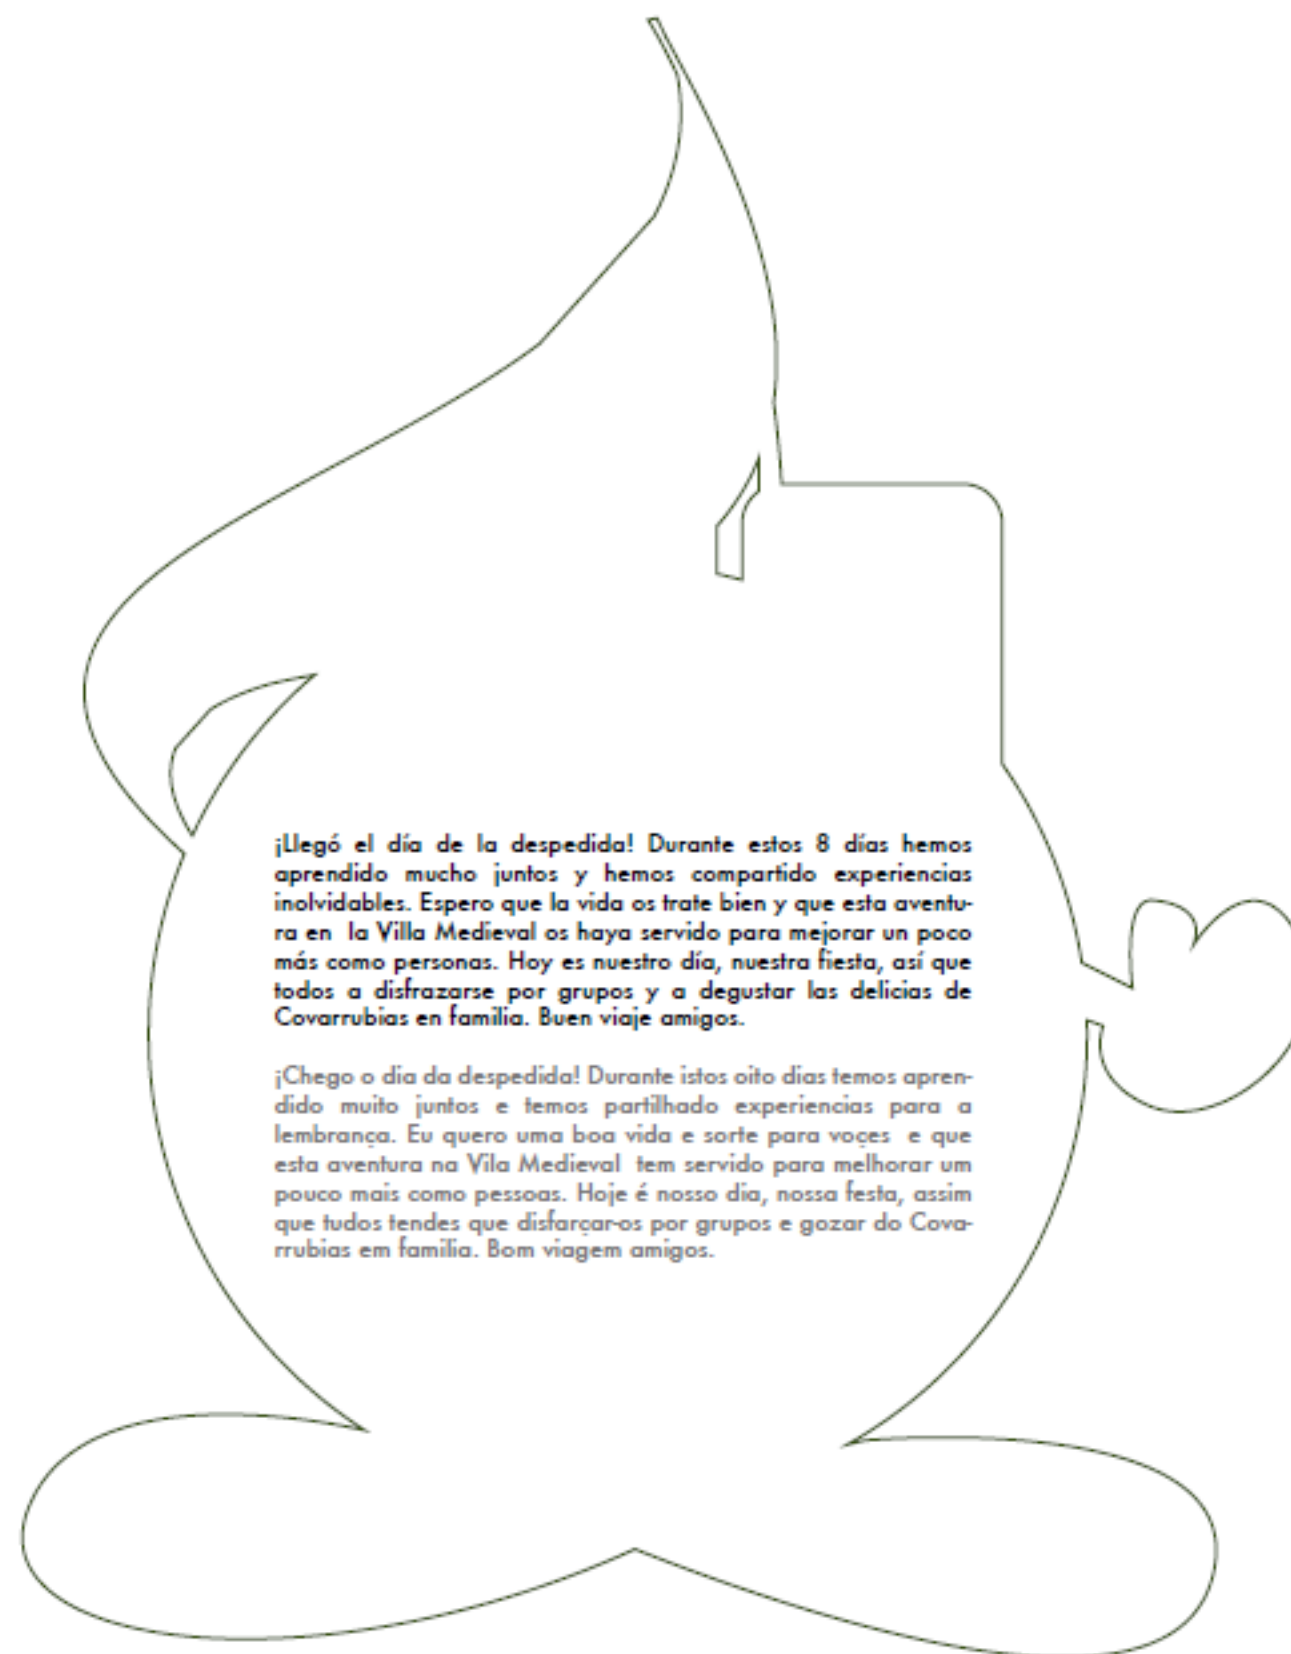 ¡Llegó el día de la despedida! Durante estos 8 días hemos
aprendido mucho juntos y hemos compartido experiencias
inolvidables. Espero que la vida os trate bien y que esta aventu-
ra en  la Villa Medieval os haya servido para mejorar un poco
más como personas. Hoy es nuestro día, nuestra fiesta, así que
todos a disfrazarse por grupos y a degustar las delicias de
Covarrubias en familia. Buen viaje amigos.
¡Chego o dia da despedida! Durante istos oito dias temos apren-
dido muito juntos e temos partilhado experiencias para a
lembrança. Eu quero uma boa vida e sorte para voçes  e que
esta aventura na Vila Medieval  tem servido para melhorar um
pouco mais como pessoas. Hoje é nosso dia, nossa festa, assim
que tudos tendes que disfarçar-os por grupos e gozar do Cova-
rrubias em familia. Bom viagem amigos.